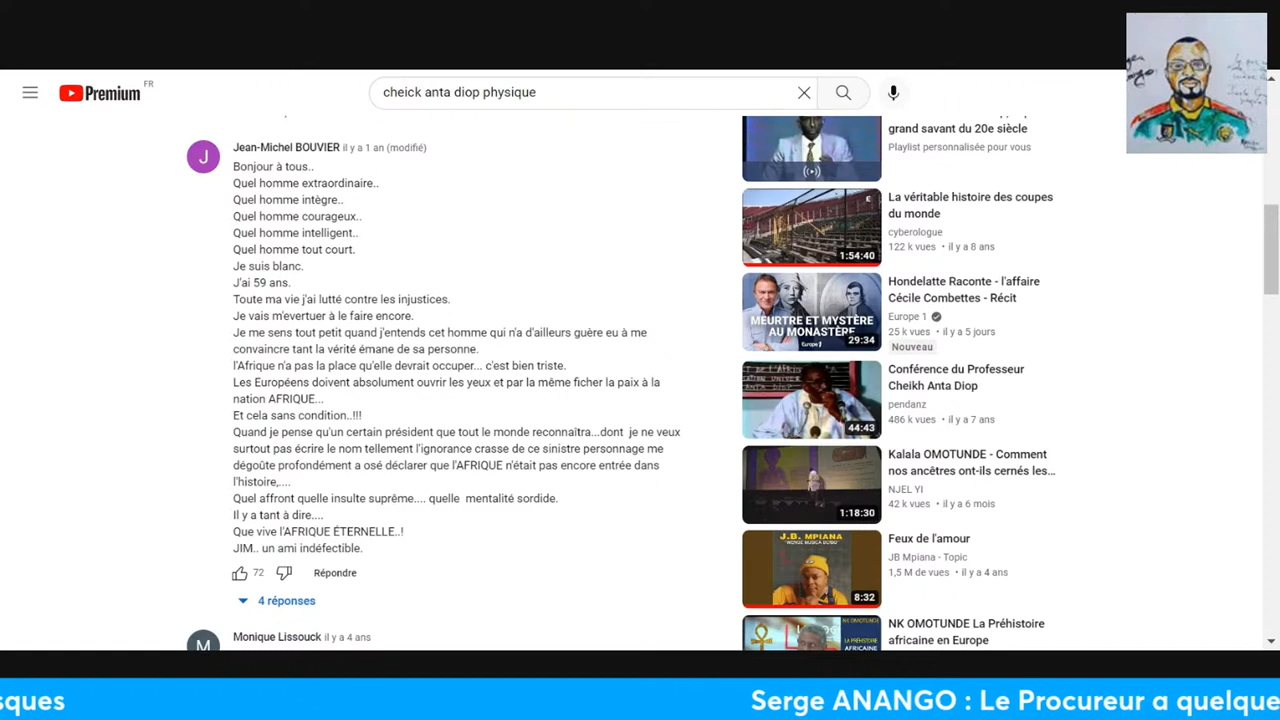 FR
Premium
cheick anta diop physique
Jean-Michel BOUVIER il y a 1 an (modifié)
Bonjour à tous..
Quel homme extraordinaire..
Quel homme intègre..
Quel homme courageux..
Quel homme intelligent..
Quel homme tout court.
Je suis blanc.
J'ai 59 ans.
Toute ma vie j'ai lutté contre les injustices.
Je vais m'evertuer à le faire encore.
Je me sens tout petit quand j'entends cet homme qui n'a d'ailleurs guère eu à me
convaincre tant la vérité émane de sa personne.
l'Afrique n'a pas la place qu'elle devrait occuper... c'est bien triste.
Les Européens doivent absolument ouvrir les yeux et par la même ficher la paix à la
nation AFRIQUE...
Et cela sans condition..!!!
Quand je pense qu'un certain président que tout le monde reconnaîtra...dont je ne veux
surtout pas écrire le nom tellement l'ignorance crasse de ce sinistre personnage me
dégoûte profondément a osé déclarer que l'AFRIQUE n'était pas encore entrée dans
l'histoire,....
Quel affront quelle insulte suprême.... quelle mentalité sordide.
Il y a tant à dire....
Que vive l'AFRIQUE ÉTERNELLE..!
JIM.. un ami indéfectible.
72 Répondre
4 réponses
M
Monique Lissouck il y a 4 ans
J
grand savant du 20e siècle
Playlist personnalisée pour vous
La véritable histoire des coupes
du monde
cyberologue
122 k vues • il y a 8 ans
1:54:40
Hondelatte Raconte - l'affaire
Cécile Combettes - Récit
Europe 1
25 k vues • il y a 5 jours
Nouveau
MEURTRE ET MYSTÈRE
AU MONASTÈRE
Europe 1
29:34
Conférence du Professeur
Cheikh Anta Diop
pendanz
486 k vues • il y a 7 ans
44:43
Kalala OMOTUNDE - Comment
nos ancêtres ont-ils cernés les...
NJEL YI
42 k vues • il y a 6 mois
1:18:30
Feux de l'amour
JB Mpiana - Topic
1,5 M de vues • il y a 4 ans
J.B. MPIANA
8:32
NK OMOTUNDE La Préhistoire
africaine en Europe
NK OMOTUNDE
LA PRÉHISTOIRE
AFRICAINE EN
sques
Serge ANANGO : Le Procureur a quelque